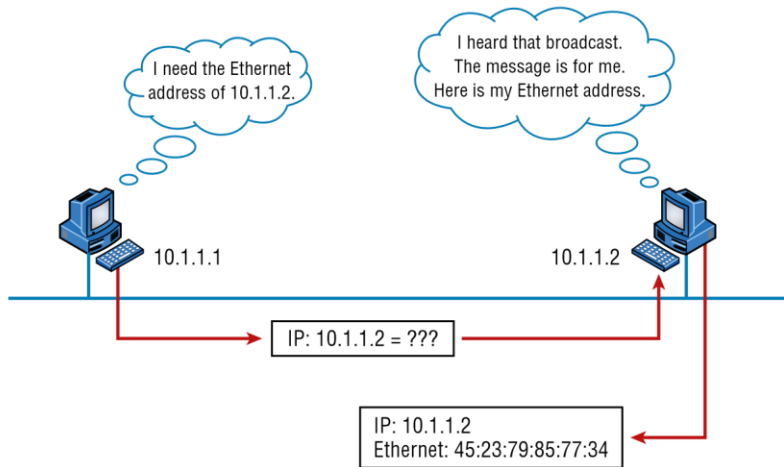 I need the Ethernet
address of 10.1.1.2.
I heard that broadcast.
The message is for me.
Here is my Ethernet address.
10.1.1.1
10.1.1.2
IP: 10.1.1.2 = ???
IP: 10.1.1.2
Ethernet: 45:23:79:85:77:34